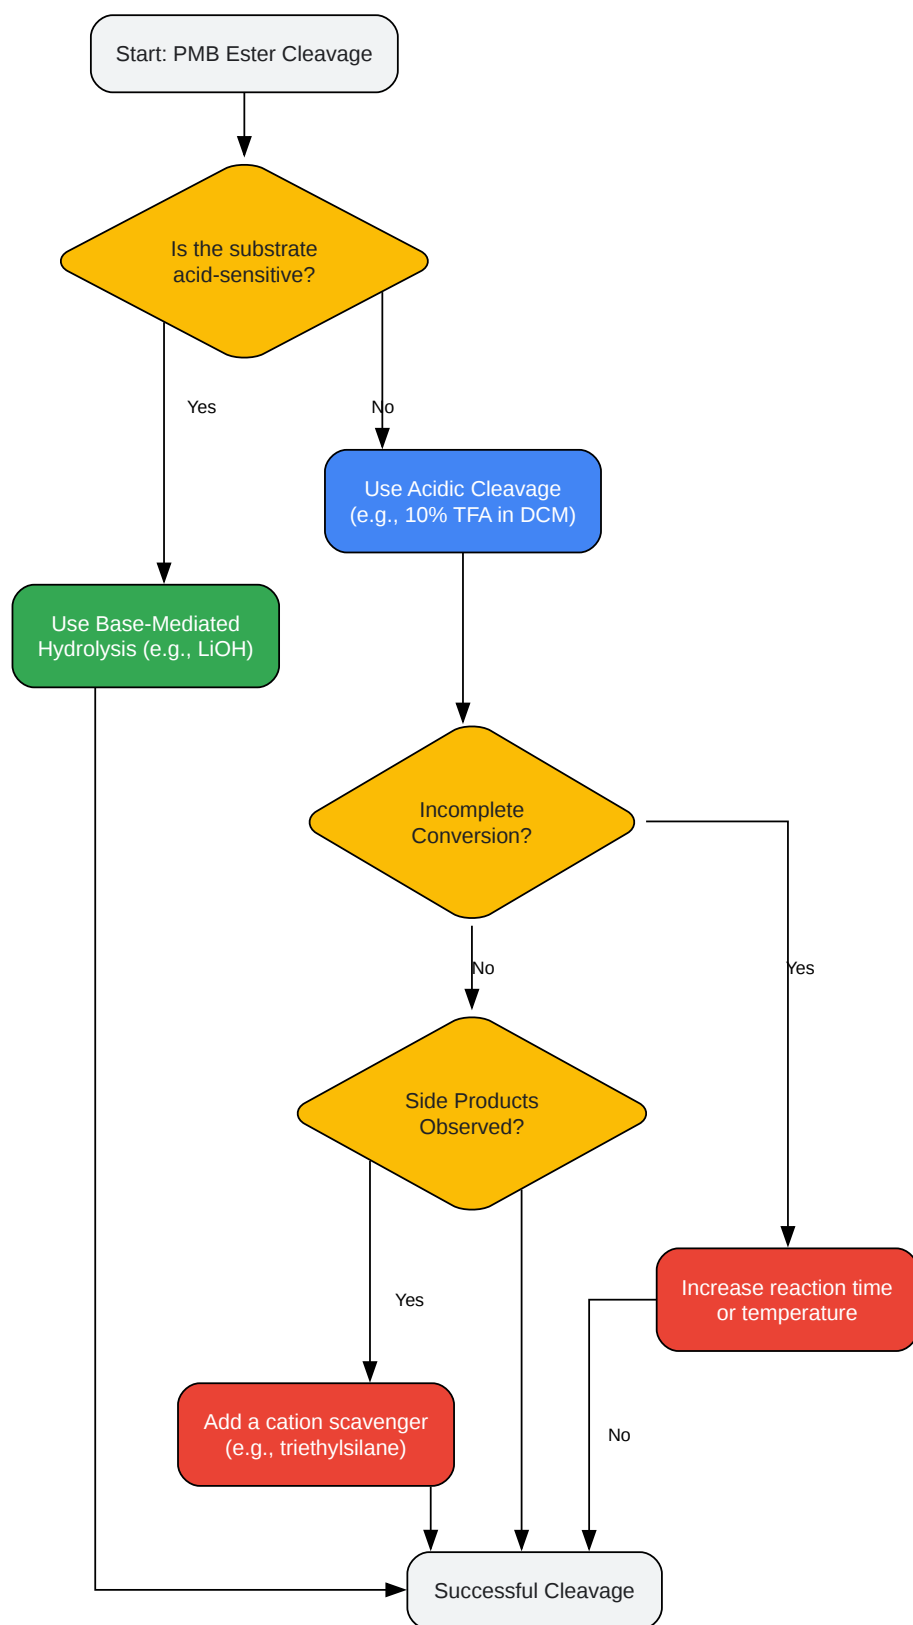 Start: PMB Ester Cleavage
Is the substrate
acid-sensitive?
Yes
No
Use Acidic Cleavage
(e.g., 10% TFA in DCM)
Use Base-Mediated
Hydrolysis (e.g., LiOH)
Incomplete
Conversion?
No
Yes
Side Products
Observed?
Yes
Increase reaction time
or temperature
Add a cation scavenger
(e.g., triethylsilane)
No
Successful Cleavage